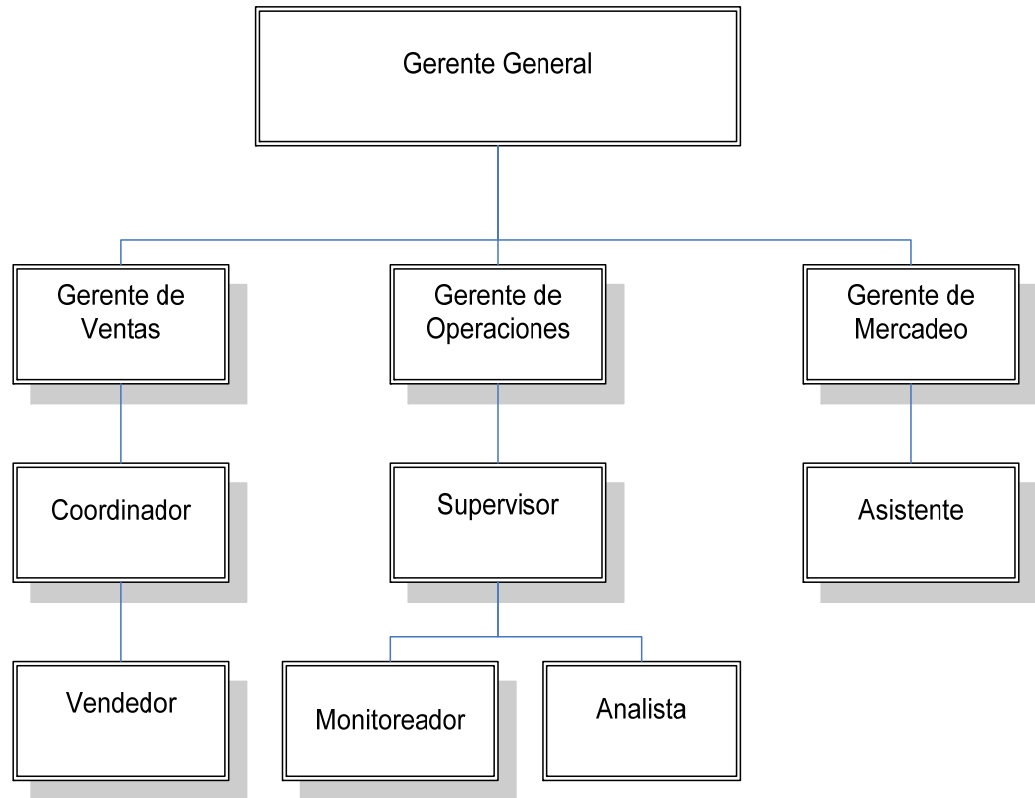 Gerente General
Gerente de
Ventas
Gerente de
Operaciones
Gerente de
Mercadeo
Coordinador
Supervisor
Asistente
Vendedor
Monitoreador
Analista